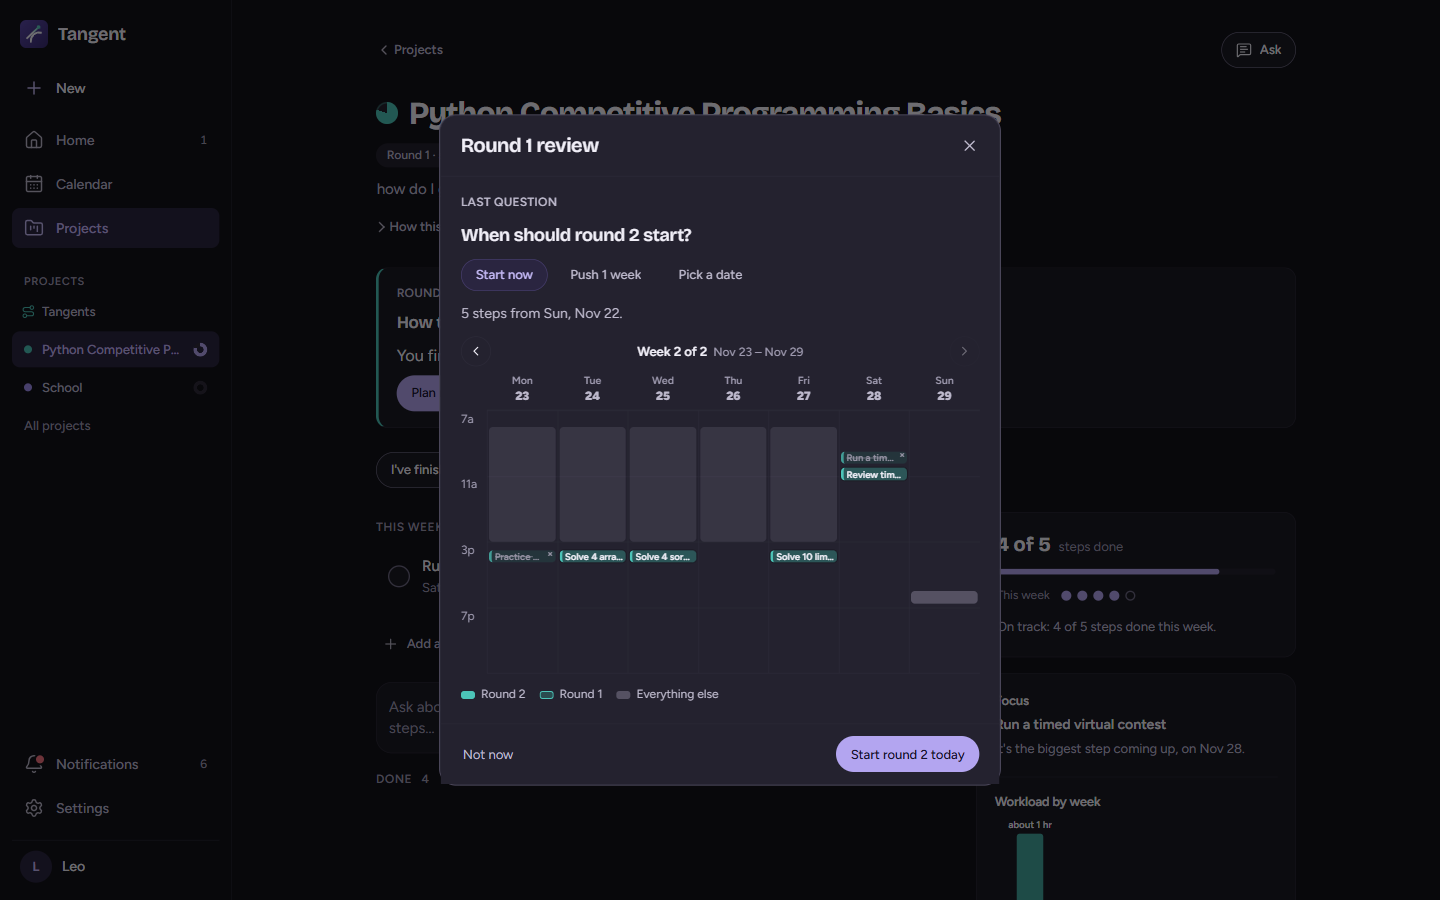 Tangent
New
Home 1
Calendar
Projects
PROJECTS
Tangents
Python Competitive P...
School
All projects
Notifications 6
Settings
L Leo
Projects
Ask
Python Competitive Programming Basics
Round 1 ·
how do I
How this
ROUND
How t
You fi
Plan
I've finis
THIS WEEK
Ru
Sat
Add a
Ask abo
steps...
DONE 4
Round 1 review
LAST QUESTION
When should round 2 start?
Start now Push 1 week Pick a date
5 steps from Sun, Nov 22.
Week 2 of 2 Nov 23 – Nov 29
Mon Tue Wed Thu Fri Sat Sun
23 24 25 26 27 28 29
7a
Run a tim... ×
Review tim...
11a
3p
Practice ... ×
Solve 4 arra...
Solve 4 sor...
Solve 10 lim...
7p
Round 2 Round 1 Everything else
Not now
Start round 2 today
4 of 5 steps done
This week
On track: 4 of 5 steps done this week.
Focus
Run a timed virtual contest
It's the biggest step coming up, on Nov 28.
Workload by week
about 1 hr